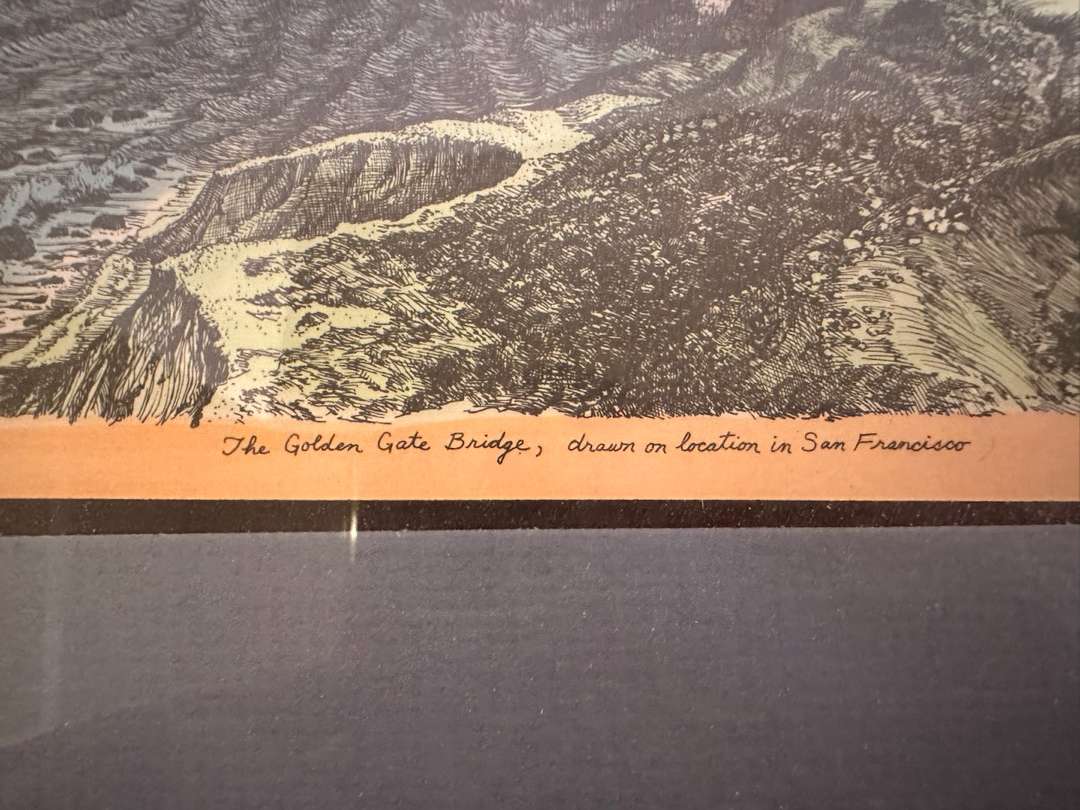 The Golden Gate Bridge, drawn on location in San Francisco